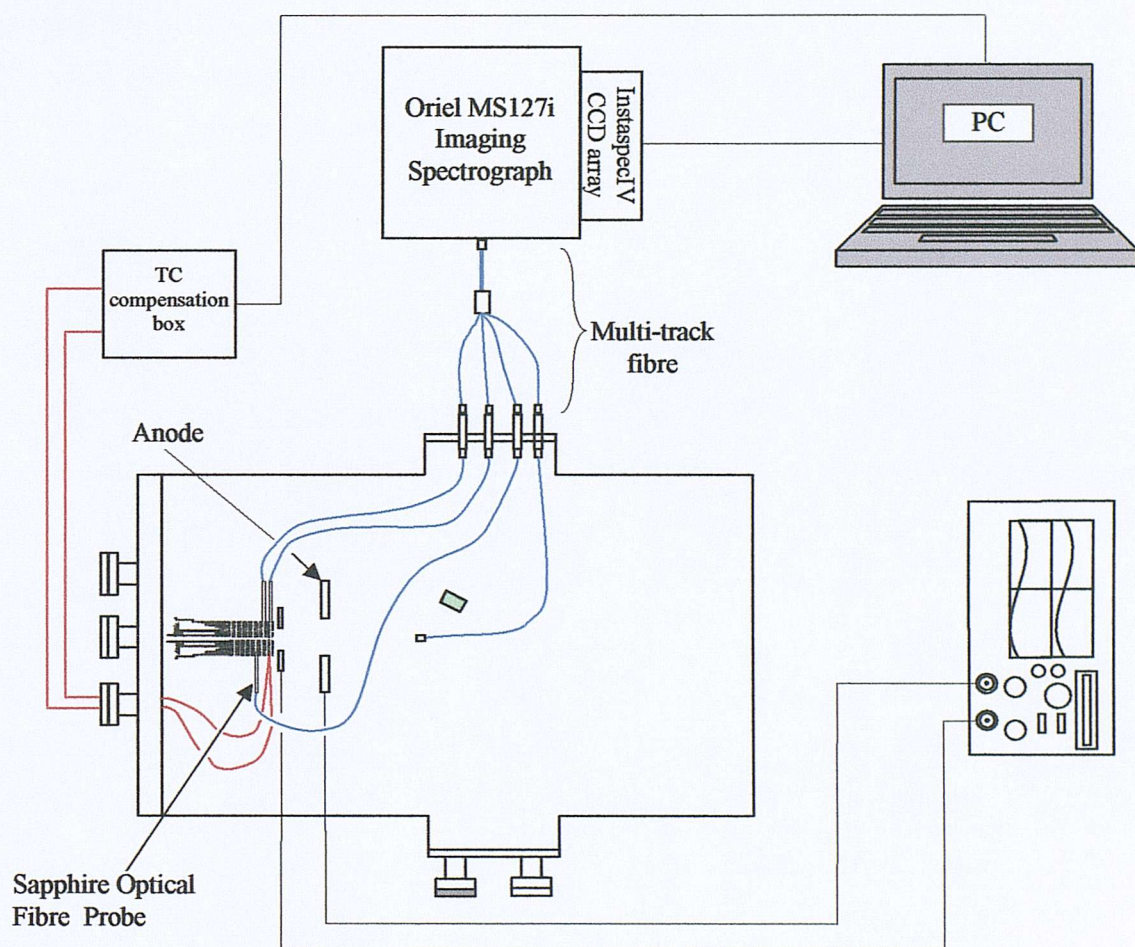 Oriel MS127i
Imaging
Spectrograph
InstaspecIV
CCD array
PC
TC
compensation
box
Multi-track
fibre
Anode
Sapphire Optical
Fibre Probe